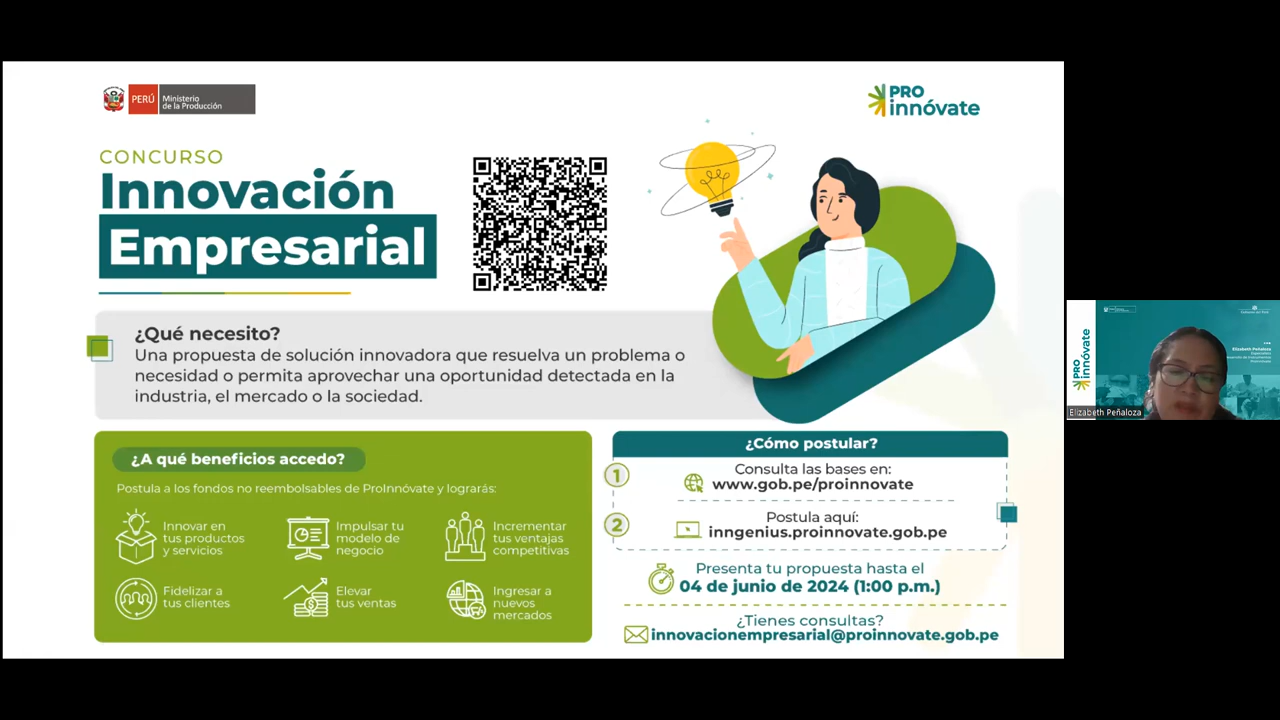 PERÚ
Ministerio
de la Producción
PRO
innóvate
CONCURSO
Innovación
Empresarial
¿Qué necesito?
Una propuesta de solución innovadora que resuelva un problema o
necesidad o permita aprovechar una oportunidad detectada en la
industria, el mercado o la sociedad.
¿A qué beneficios accedo?
Postula a los fondos no reembolsables de ProInnóvate y lograrás:
Innovar en
tus productos
y servicios
Impulsar tu
modelo de
negocio
Incrementar
tus ventajas
competitivas
Fidelizar a
tus clientes
Elevar
tus ventas
Ingresar a
nuevos
mercados
¿Cómo postular?
1
Consulta las bases en:
www.gob.pe/proinnovate
2
Postula aquí:
inngenius.proinnovate.gob.pe
Presenta tu propuesta hasta el
04 de junio de 2024 (1:00 p.m.)
¿Tienes consultas?
innovacionempresarial@proinnovate.gob.pe
PRO
innóvate
Elizabeth Peñaloza
Especialista
Elizabeth Peñaloza